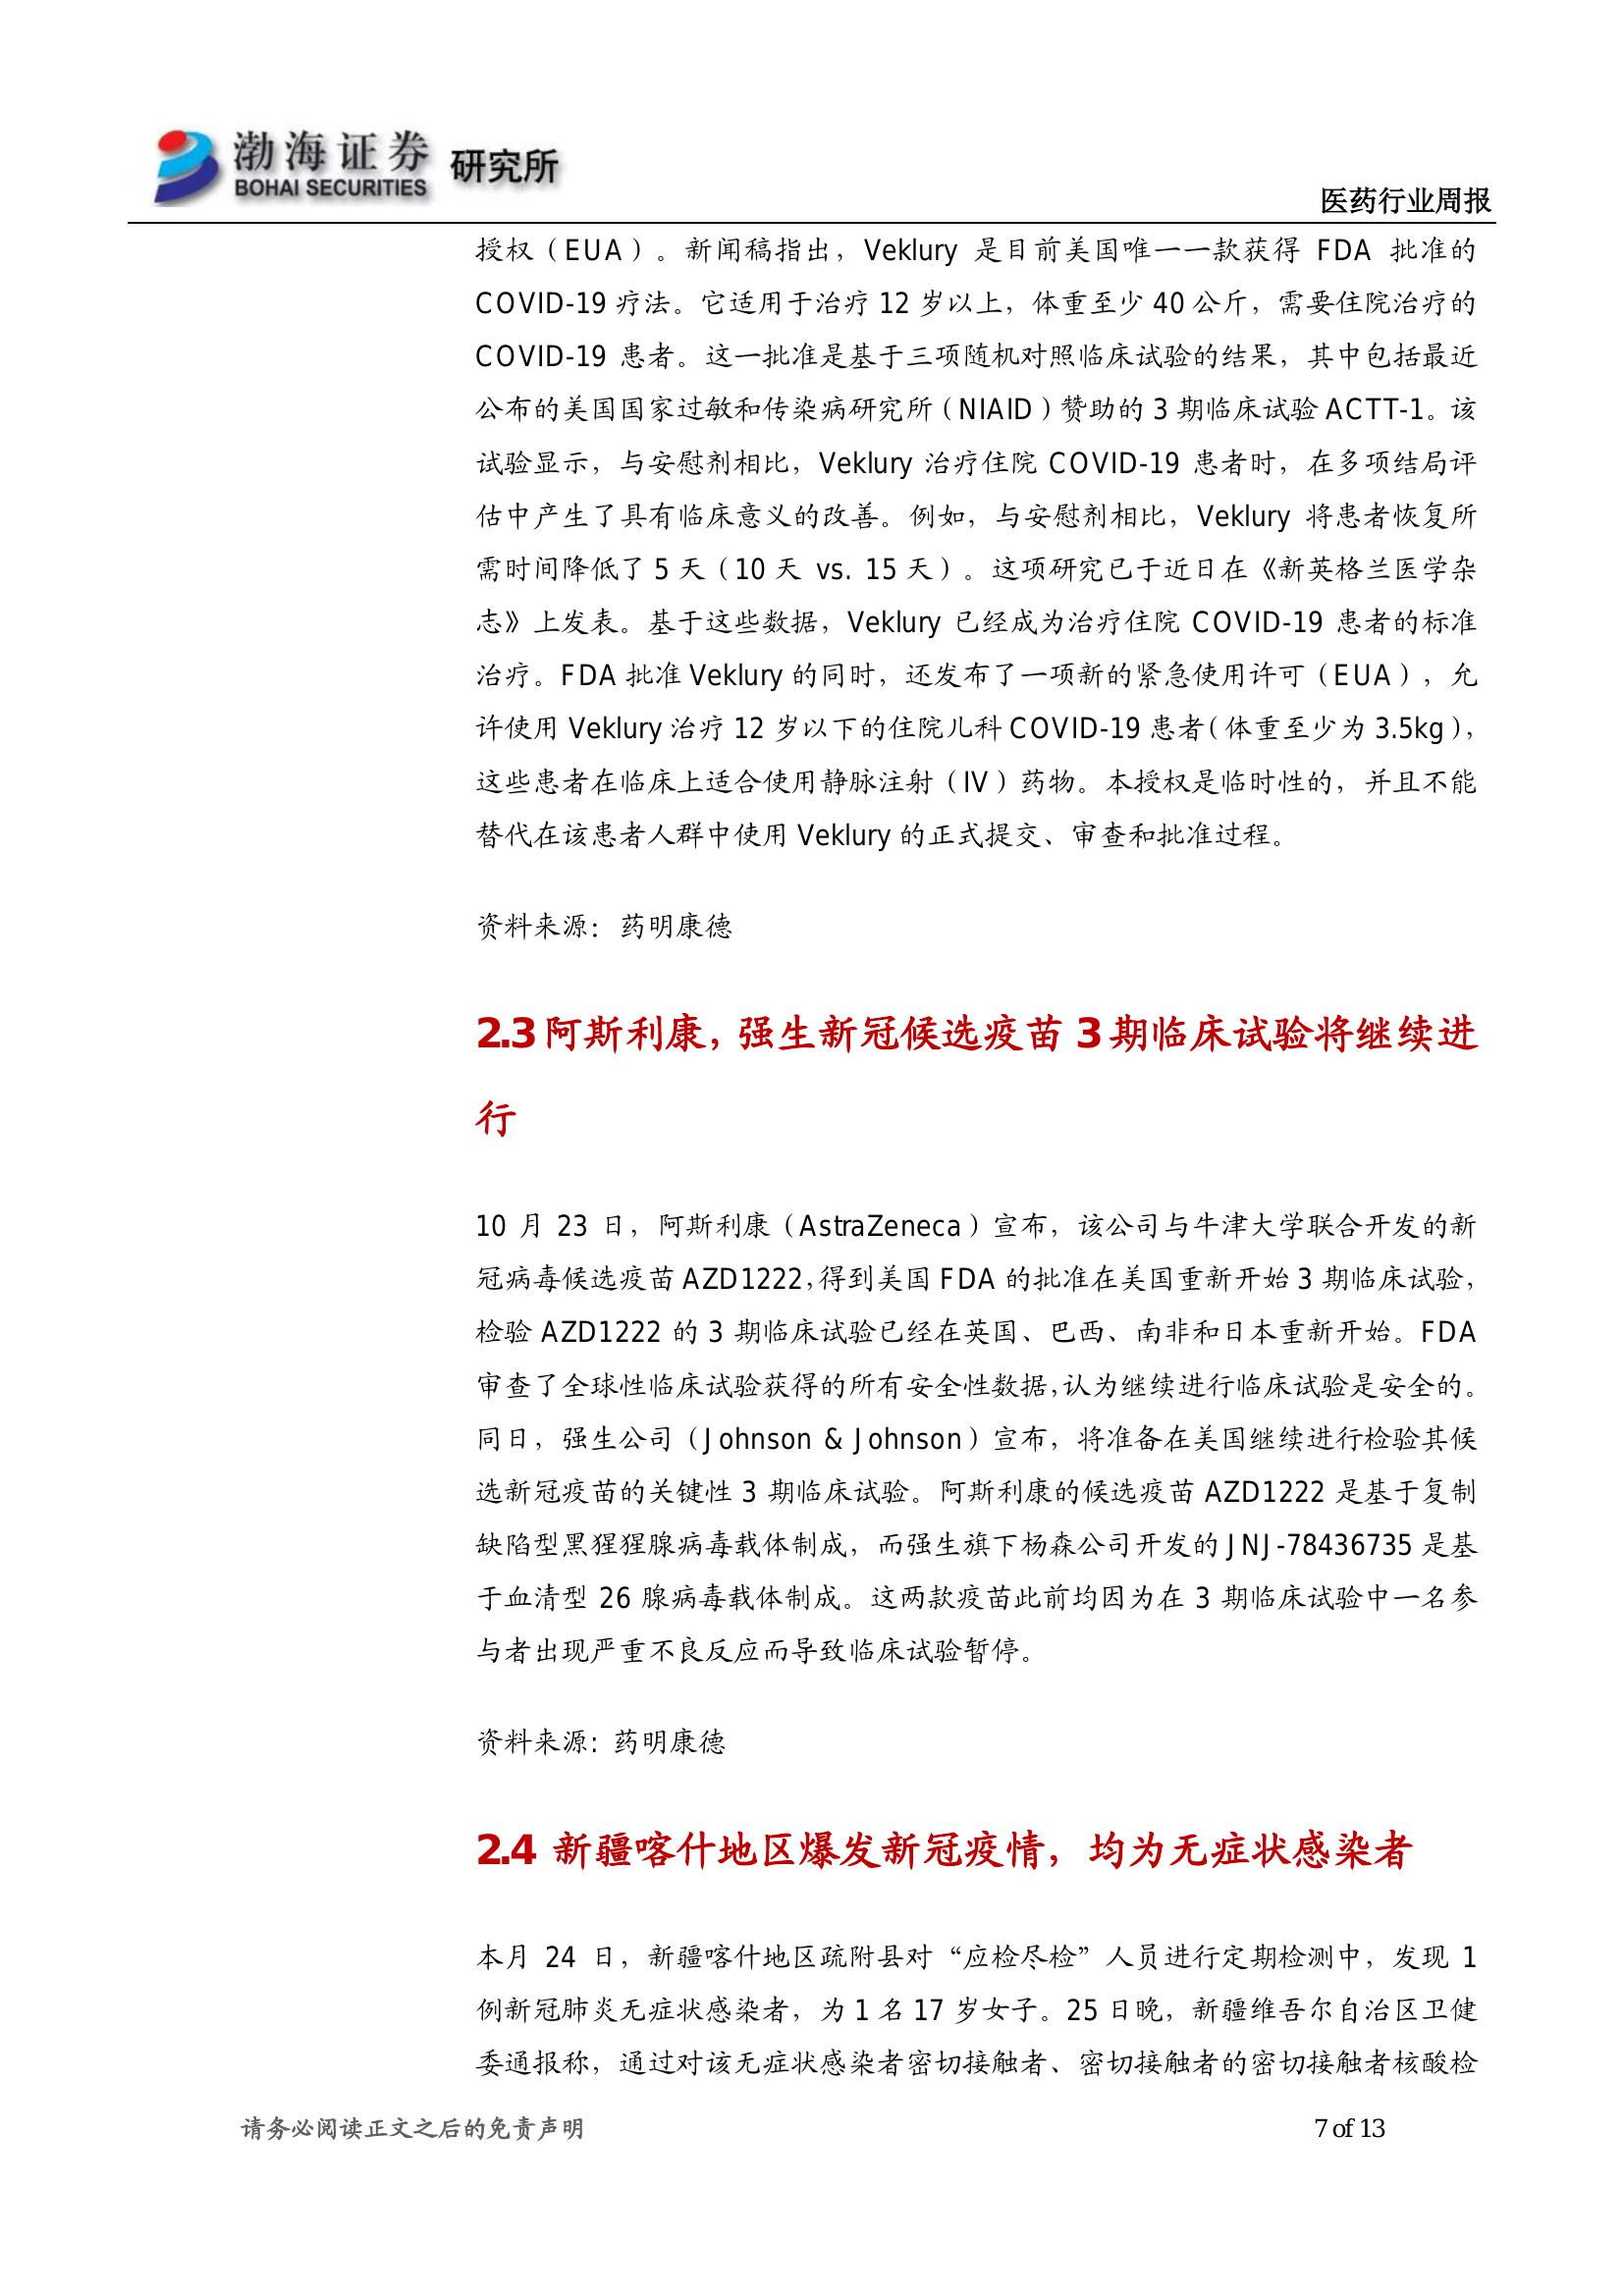 渤海证券 研究所
BOHAI SECURITIES
医药行业周报
授权（EUA）。新闻稿指出，Veklury 是目前美国唯一一款获得 FDA 批准的
COVID-19 疗法。它适用于治疗 12 岁以上，体重至少 40 公斤，需要住院治疗的
COVID-19 患者。这一批准是基于三项随机对照临床试验的结果，其中包括最近
公布的美国国家过敏和传染病研究所（NIAID）赞助的 3 期临床试验 ACTT-1。该
试验显示，与安慰剂相比，Veklury 治疗住院 COVID-19 患者时，在多项结局评
估中产生了具有临床意义的改善。例如，与安慰剂相比，Veklury 将患者恢复所
需时间降低了 5 天（10 天 vs. 15 天）。这项研究已于近日在《新英格兰医学杂
志》上发表。基于这些数据，Veklury 已经成为治疗住院 COVID-19 患者的标准
治疗。FDA 批准 Veklury 的同时，还发布了一项新的紧急使用许可（EUA），允
许使用 Veklury 治疗 12 岁以下的住院儿科 COVID-19 患者（体重至少为 3.5kg），
这些患者在临床上适合使用静脉注射（IV）药物。本授权是临时性的，并且不能
替代在该患者人群中使用 Veklury 的正式提交、审查和批准过程。
资料来源：药明康德
2.3 阿斯利康，强生新冠候选疫苗 3 期临床试验将继续进
行
10 月 23 日，阿斯利康（AstraZeneca）宣布，该公司与牛津大学联合开发的新
冠病毒候选疫苗 AZD1222，得到美国 FDA 的批准在美国重新开始 3 期临床试验，
检验 AZD1222 的 3 期临床试验已经在英国、巴西、南非和日本重新开始。FDA
审查了全球性临床试验获得的所有安全性数据，认为继续进行临床试验是安全的。
同日，强生公司（Johnson & Johnson）宣布，将准备在美国继续进行检验其候
选新冠疫苗的关键性 3 期临床试验。阿斯利康的候选疫苗 AZD1222 是基于复制
缺陷型黑猩猩腺病毒载体制成，而强生旗下杨森公司开发的 JNJ-78436735 是基
于血清型 26 腺病毒载体制成。这两款疫苗此前均因为在 3 期临床试验中一名参
与者出现严重不良反应而导致临床试验暂停。
资料来源：药明康德
2.4 新疆喀什地区爆发新冠疫情，均为无症状感染者
本月 24 日，新疆喀什地区疏附县对“应检尽检”人员进行定期检测中，发现 1
例新冠肺炎无症状感染者，为 1 名 17 岁女子。25 日晚，新疆维吾尔自治区卫健
委通报称，通过对该无症状感染者密切接触者、密切接触者的密切接触者核酸检
请务必阅读正文之后的免责声明
7 of 13